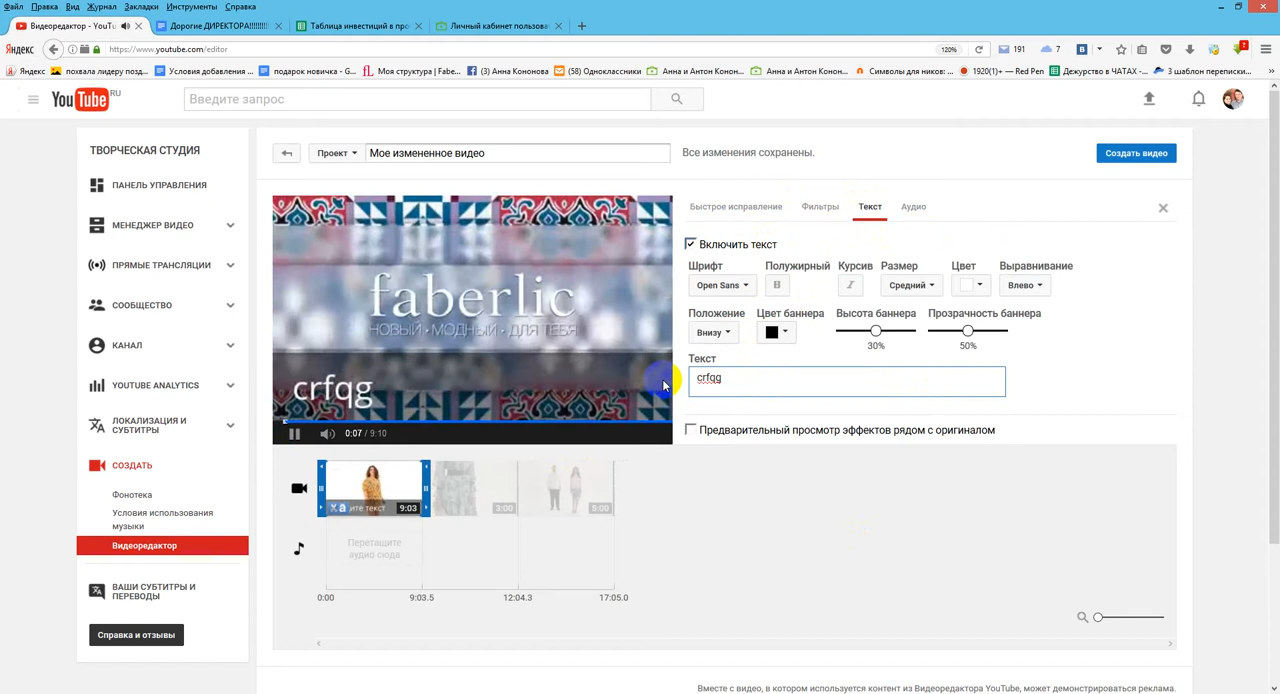 Файл Правка Вид Журнал Закладки Инструменты Справка
Видеоредактор - YouTu Дорогие ДИРЕКТОРА!!!!!!!!! Таблица инвестиций в про Личный кабинет пользова
Яндекс https://www.youtube.com/editor 120% 191 7 7
Яндекс похвала лидеру позд... Условия добавления ... подарок новичка - G... Моя структура | Fabe... (3) Анна Кононова (58) Одноклассники Анна и Антон Конон... Анна и Антон Конон... Символы для ников: ... 1920(1)+— Red Pen Дежурство в ЧАТАХ -... 3 шаблон переписки...
YouTube RU Введите запрос
ТВОРЧЕСКАЯ СТУДИЯ
ПАНЕЛЬ УПРАВЛЕНИЯ
МЕНЕДЖЕР ВИДЕО
ПРЯМЫЕ ТРАНСЛЯЦИИ
СООБЩЕСТВО
КАНАЛ
YOUTUBE ANALYTICS
ЛОКАЛИЗАЦИЯ И
СУБТИТРЫ
СОЗДАТЬ
Фонотека
Условия использования
музыки
Видеоредактор
ВАШИ СУБТИТРЫ И
ПЕРЕВОДЫ
Справка и отзывы
Проект Мое измененное видео Все изменения сохранены. Создать видео
faberlic
НОВЫЙ • МОДНЫЙ • ДЛЯ ТЕБЯ
crfqg
0:07 / 9:10
Быстрое исправление Фильтры Текст Аудио
Включить текст
Шрифт Полужирный Курсив Размер Цвет Выравнивание
Open Sans B I Средний Влево
Положение Цвет баннера Высота баннера Прозрачность баннера
Внизу
30% 50%
Текст
crfqg
Предварительный просмотр эффектов рядом с оригиналом
ите текст 9:03 3:00 5:00
Перетащите
аудио сюда
0:00 9:03.5 12:04.3 17:05.0
Вместе с видео, в котором используется контент из Видеоредактора YouTube, может демонстрироваться реклама.